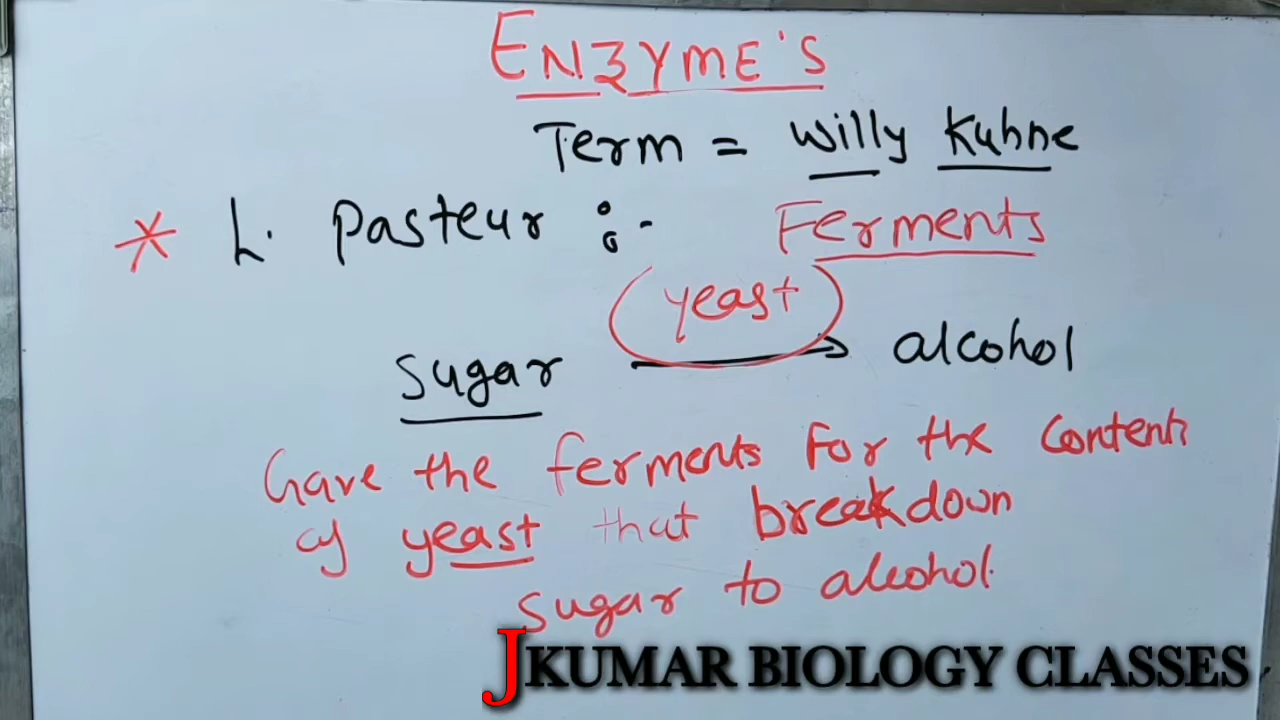 ENZYME'S
Term = Willy Kuhne
* L. Pasteur :- Ferments
yeast
Sugar → alcohol
Gave the ferments for the contents
of yeast that breakdown
sugar to alcohol.
JKUMAR BIOLOGY CLASSES